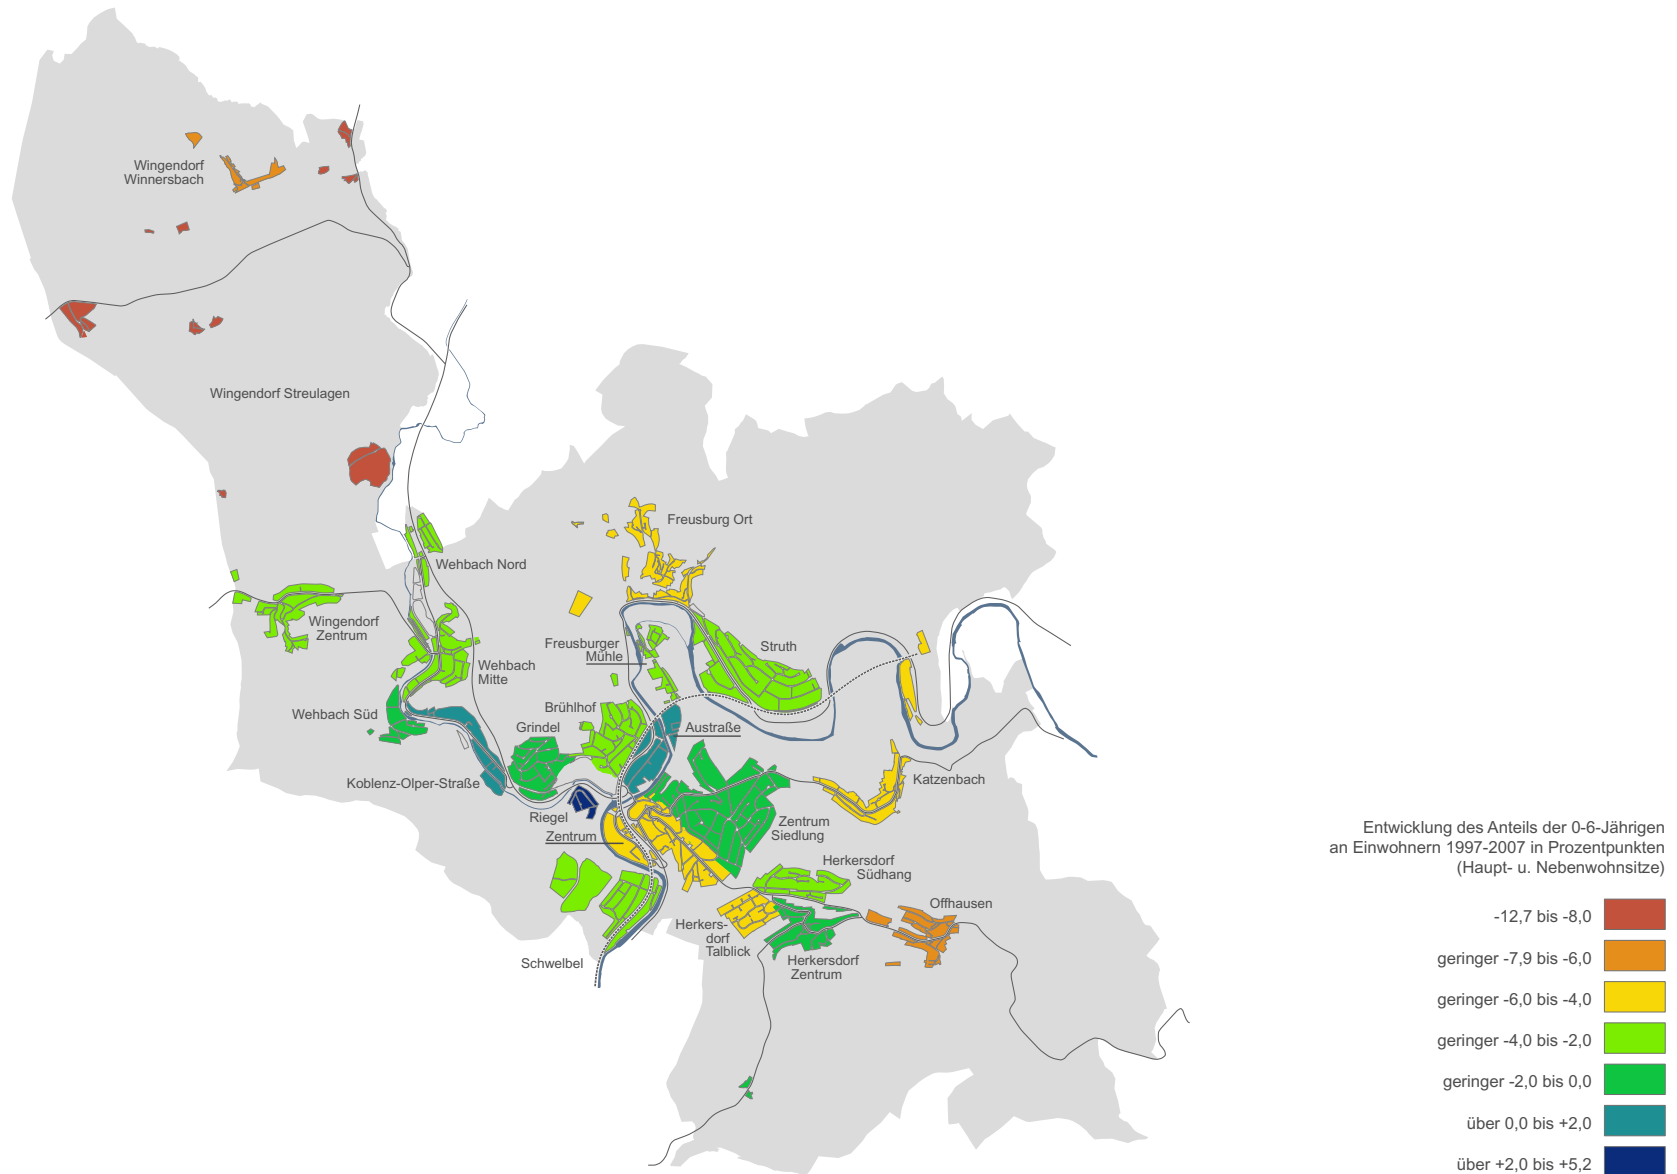 Wingendorf
Winnersbach
Wingendorf Streulagen
Freusburg Ort
Wehbach Nord
Wingendorf
Zentrum
Freusburger
Mühle
Struth
Wehbach
Mitte
Wehbach Süd
Brühlhof
Grindel
Austraße
Koblenz-Olper-Straße
Katzenbach
Riegel
Zentrum
Zentrum
Siedlung
Herkersdorf
Südhang
Offhausen
Herkers-
dorf
Talblick
Schwelbel
Herkersdorf
Zentrum
Entwicklung des Anteils der 0-6-Jährigen
an Einwohnern 1997-2007 in Prozentpunkten
(Haupt- u. Nebenwohnsitze)
-12,7 bis -8,0
geringer -7,9 bis -6,0
geringer -6,0 bis -4,0
geringer -4,0 bis -2,0
geringer -2,0 bis 0,0
über 0,0 bis +2,0
über +2,0 bis +5,2